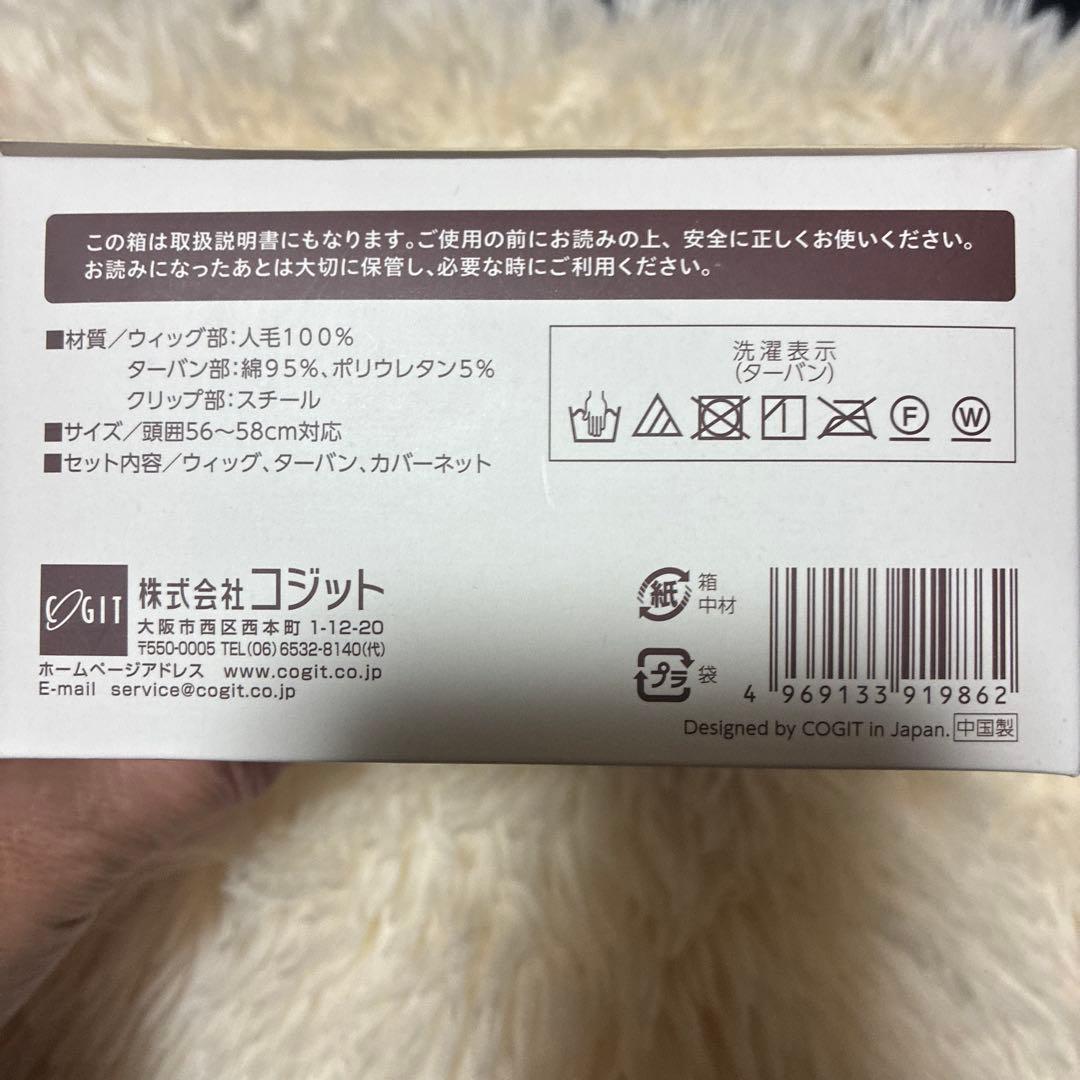 この箱は取扱説明書にもなります。ご使用の前にお読みの上、安全に正しくお使いください。
お読みになったあとは大切に保管し、必要な時にご利用ください。
■材質／ウィッグ部：人毛100％
ターバン部：綿95％、ポリウレタン5％
クリップ部：スチール
■サイズ／頭囲56～58cm対応
■セット内容／ウィッグ、ターバン、カバーネット
洗濯表示
(ターバン)
F
W
COGIT
株式会社コジット
大阪市西区西本町 1-12-20
〒550-0005 TEL(06)6532-8140(代)
ホームページアドレス www.cogit.co.jp
E-mail service@cogit.co.jp
紙
箱
中材
プラ
袋
4 969133 919862
Designed by COGIT in Japan. 中国製